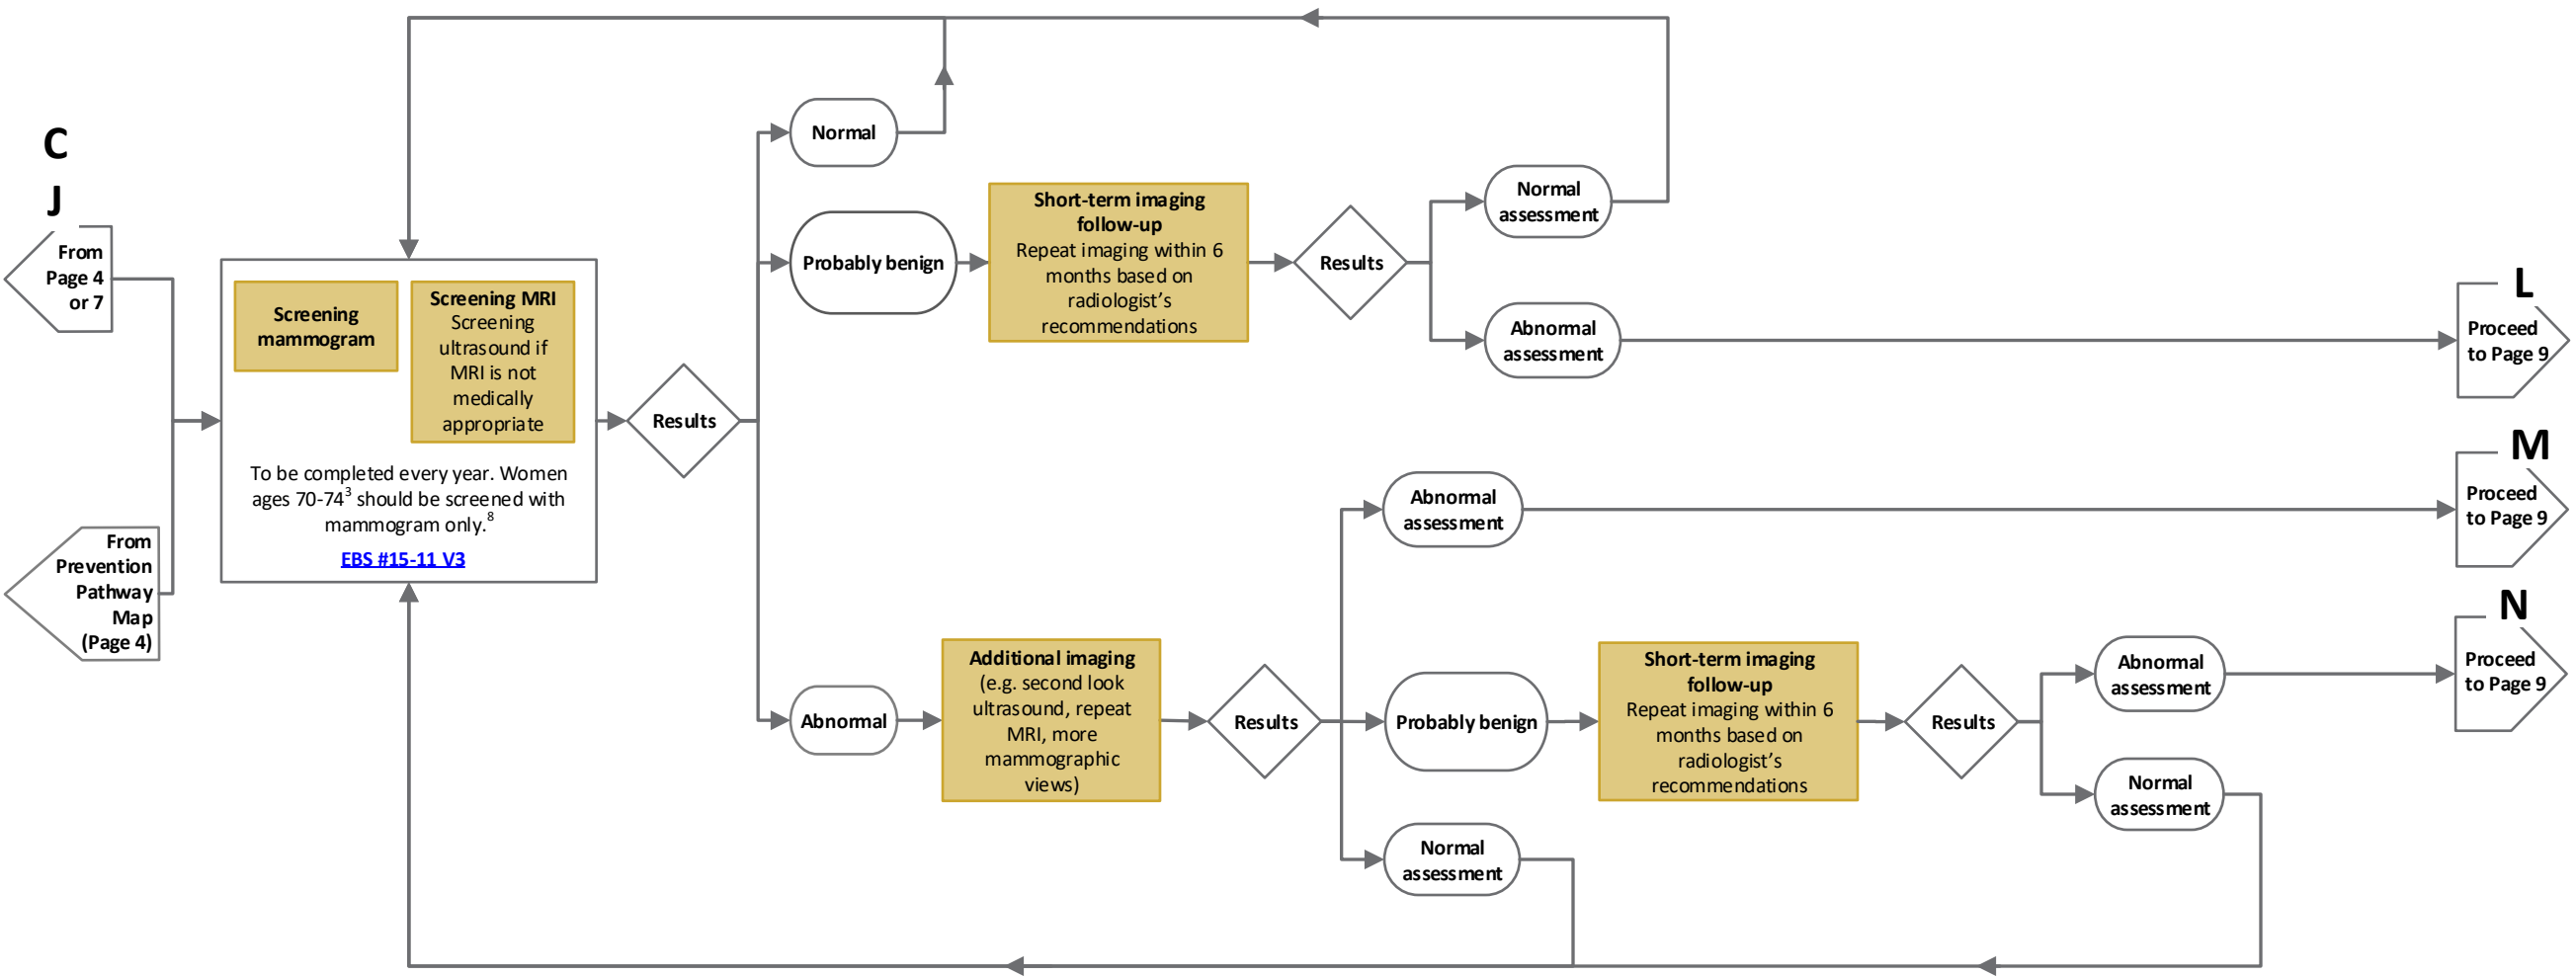 C
J
From
Page 4
or 7
From
Prevention
Pathway
Map
(Page 4)
Screening
mammogram
Screening MRI
Screening
ultrasound if
MRI is not
medically
appropriate
To be completed every year. Women
ages 70-74³ should be screened with
mammogram only.⁸
EBS #15-11 V3
Results
Normal
Probably benign
Short-term imaging
follow-up
Repeat imaging within 6
months based on
radiologist’s
recommendations
Results
Normal
assessment
Abnormal
assessment
L
Proceed
to Page 9
Abnormal
Additional imaging
(e.g. second look
ultrasound, repeat
MRI, more
mammographic
views)
Results
Abnormal
assessment
M
Proceed
to Page 9
Probably benign
Short-term imaging
follow-up
Repeat imaging within 6
months based on
radiologist’s
recommendations
Results
Abnormal
assessment
N
Proceed
to Page 9
Normal
assessment
Normal
assessment